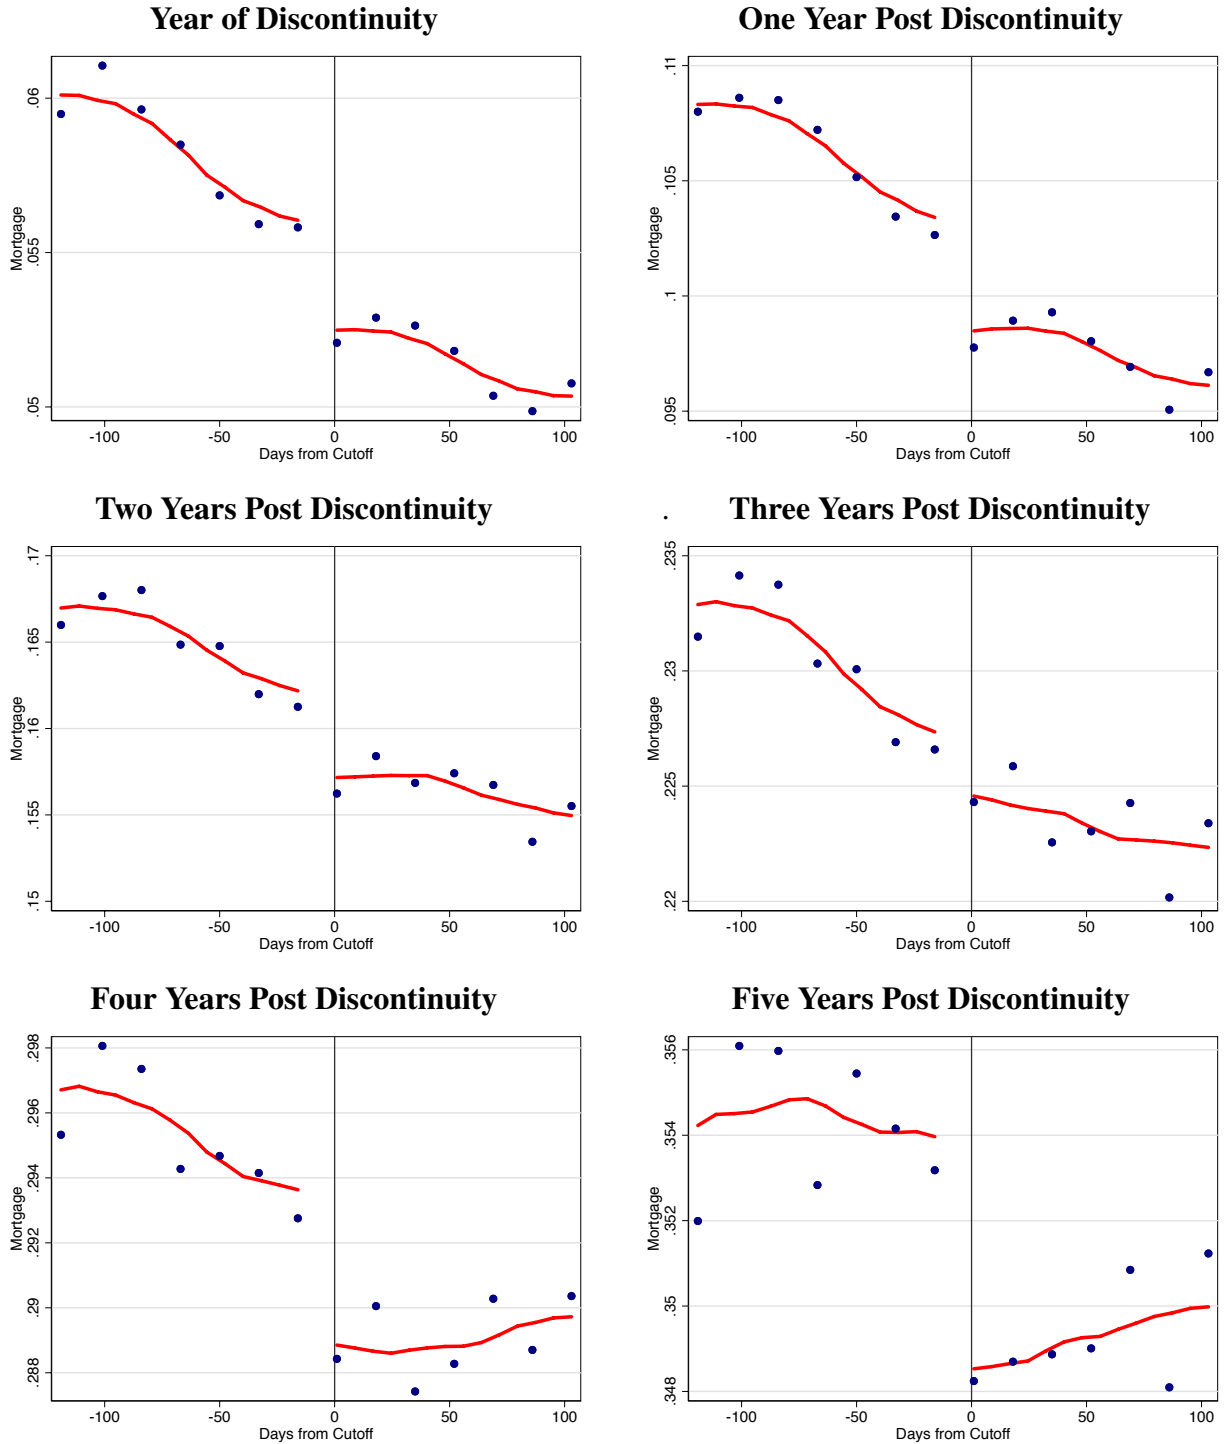 Year of Discontinuity
Mortgage
.06
.055
.05
-100 -50 0 50 100
Days from Cutoff
One Year Post Discontinuity
Mortgage
.11
.105
.1
.095
-100 -50 0 50 100
Days from Cutoff
Two Years Post Discontinuity
Mortgage
.17
.165
.16
.155
.15
-100 -50 0 50 100
Days from Cutoff
. Three Years Post Discontinuity
Mortgage
.235
.23
.225
.22
-100 -50 0 50 100
Days from Cutoff
Four Years Post Discontinuity
Mortgage
.298
.296
.294
.292
.29
.288
-100 -50 0 50 100
Days from Cutoff
Five Years Post Discontinuity
Mortgage
.356
.354
.352
.35
.348
-100 -50 0 50 100
Days from Cutoff